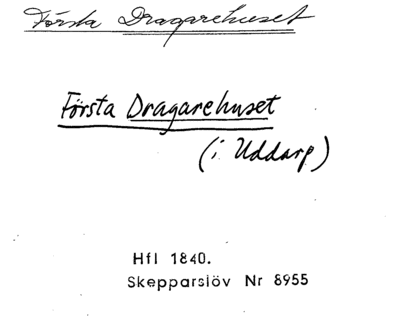 Första Dragarehuset
Första Dragarehuset
(i Uddarp)
Hfl 1840.
Skepparslöv Nr 8955